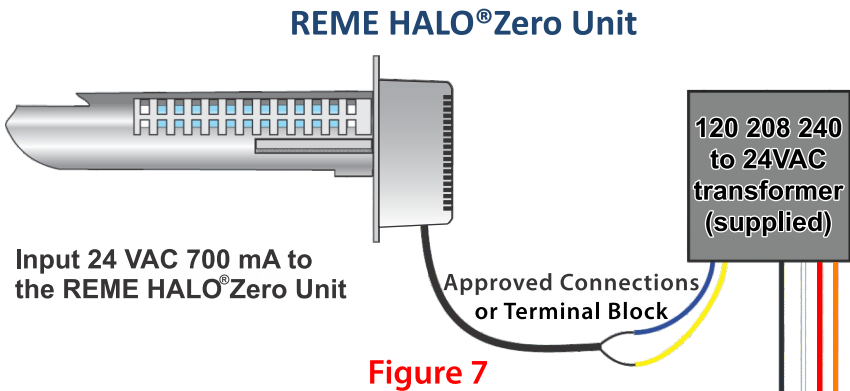 REME HALO®Zero Unit
120 208 240
to 24VAC
transformer
(supplied)
Input 24 VAC 700 mA to
the REME HALO®Zero Unit
Approved Connections
or Terminal Block
Figure 7